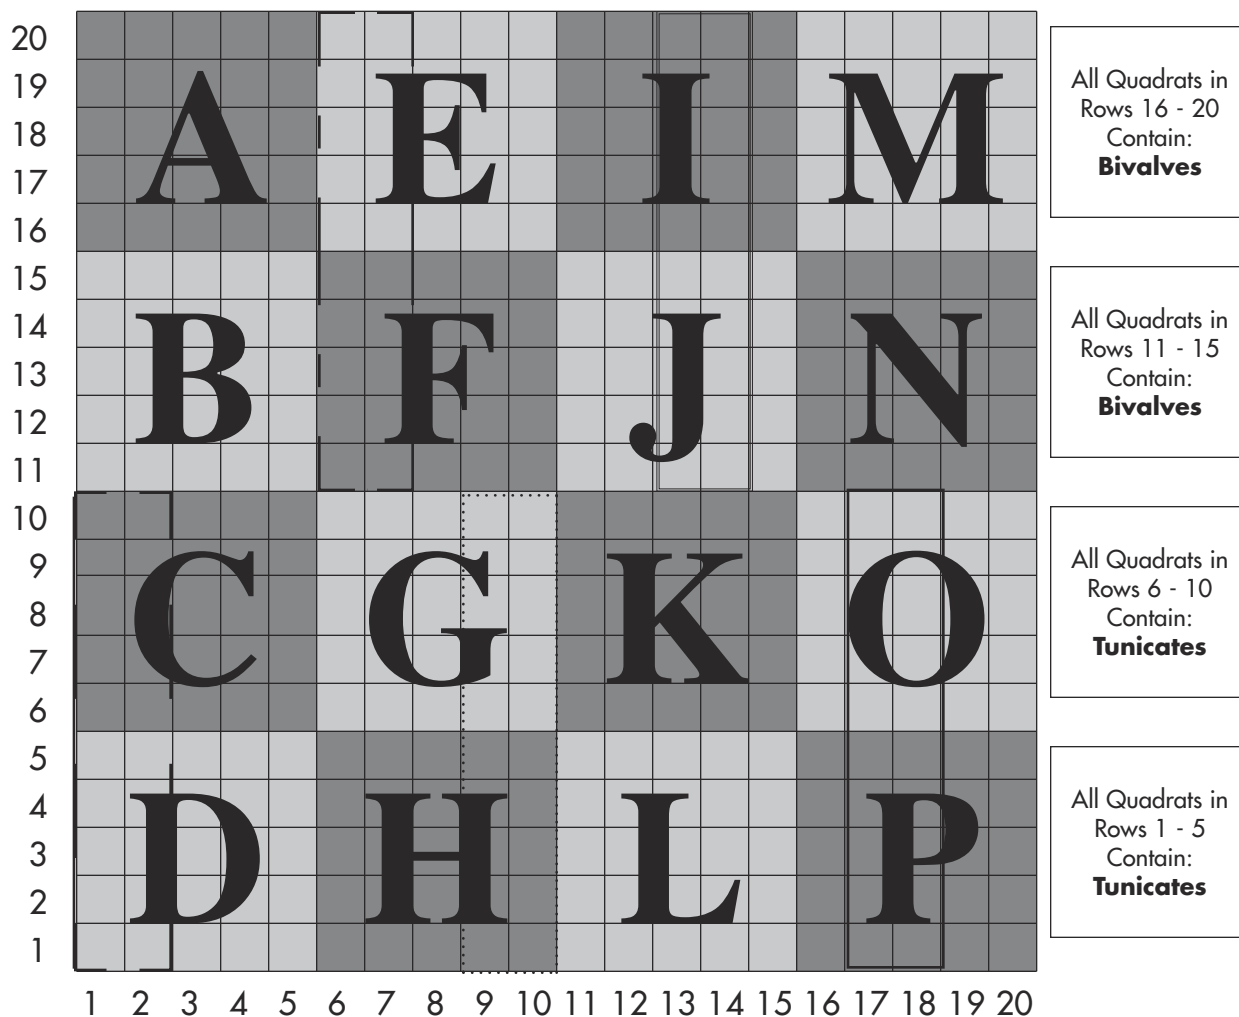 20
19
18
17
16
15
14
13
12
11
10
9
8
7
6
5
4
3
2
1
A E I M
B F J N
C G K O
D H L P
1 2 3 4 5 6 7 8 9 10 11 12 13 14 15 16 17 18 19 20
All Quadrats in
Rows 16 - 20
Contain:
Bivalves
All Quadrats in
Rows 11 - 15
Contain:
Bivalves
All Quadrats in
Rows 6 - 10
Contain:
Tunicates
All Quadrats in
Rows 1 - 5
Contain:
Tunicates